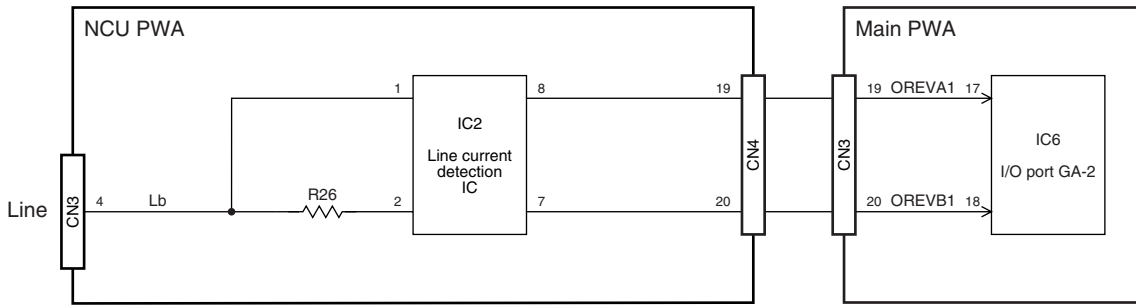 NCU PWA
Main PWA
1
8
19
19 OREVA1 17
IC2
Line current
detection
IC
IC6
I/O port GA-2
CN4
CN3
Line
CN3
4
Lb
R26
2
7
20
20 OREVB1 18